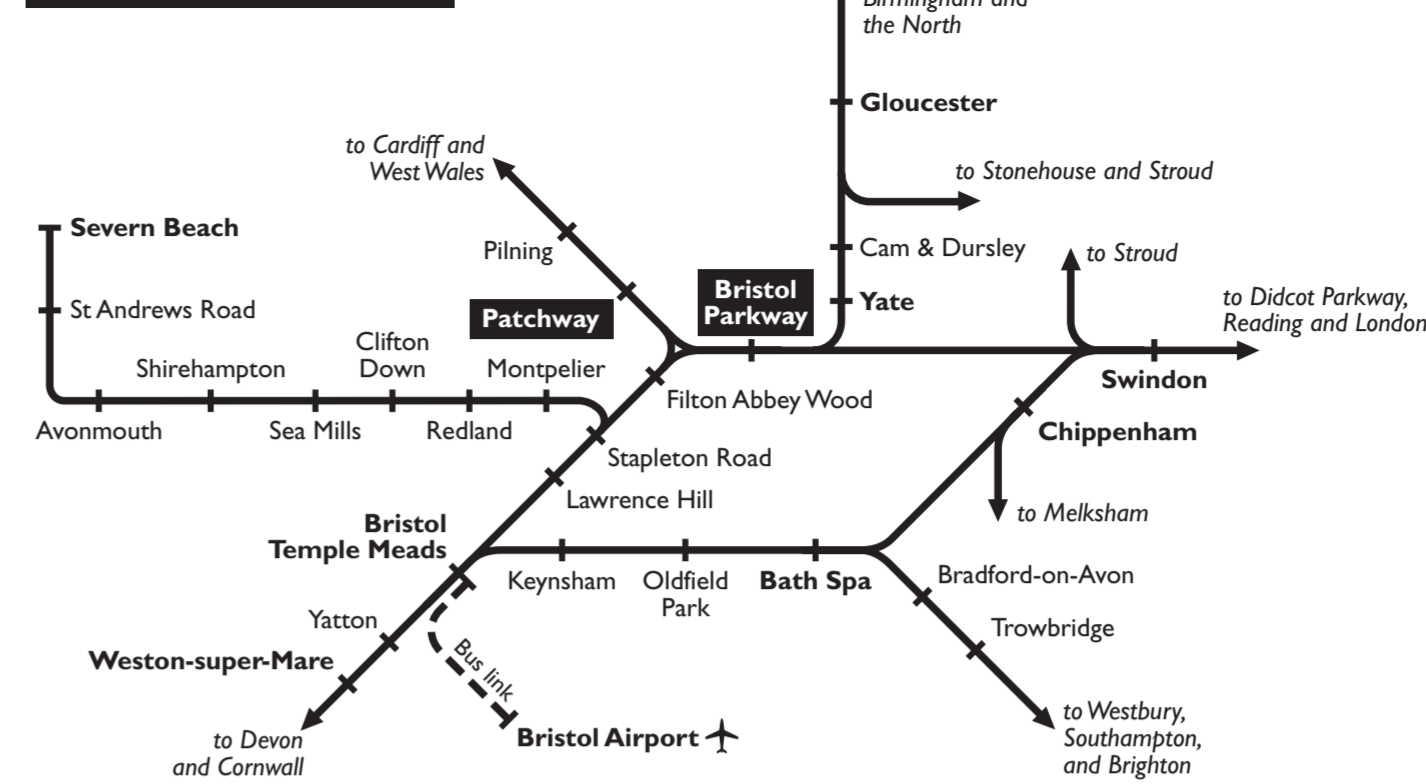 Birmingham and
the North
Gloucester
to Cardiff and
West Wales
to Stonehouse and Stroud
Severn Beach
Pilning
Cam & Dursley
to Stroud
St Andrews Road
Patchway
Bristol
Parkway
Yate
to Didcot Parkway,
Reading and London
Clifton
Down
Shirehampton
Montpelier
Swindon
Filton Abbey Wood
Avonmouth
Sea Mills
Redland
Chippenham
Stapleton Road
Lawrence Hill
to Melksham
Bristol
Temple Meads
Keynsham
Oldfield
Park
Bath Spa
Bradford-on-Avon
Yatton
Trowbridge
Weston-super-Mare
Bus link
to Devon
and Cornwall
Bristol Airport
to Westbury,
Southampton,
and Brighton